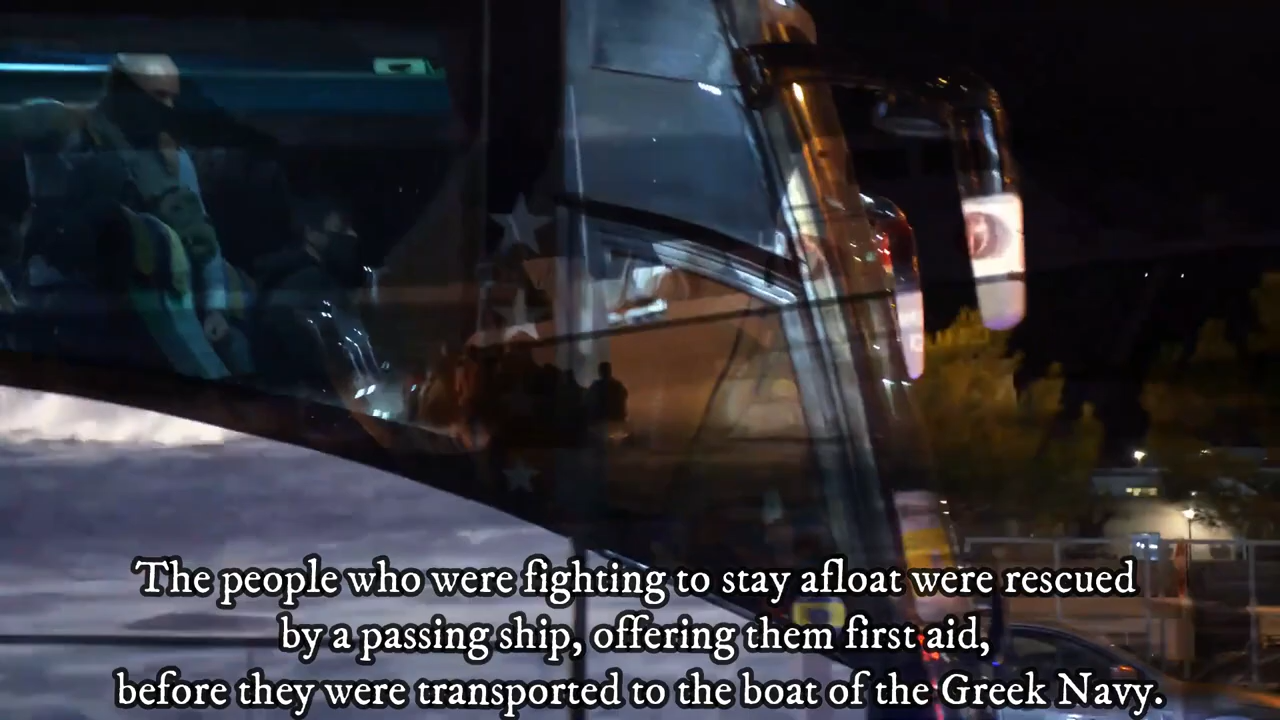 The people who were fighting to stay afloat were rescued
by a passing ship, offering them first aid,
before they were transported to the boat of the Greek Navy.